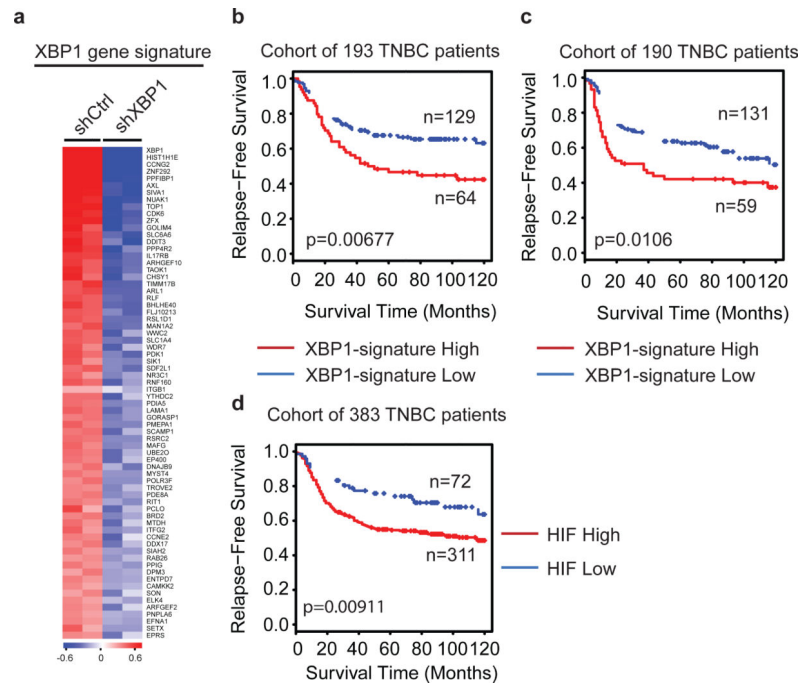 a
XBP1 gene signature
shCtrl
shXBP1
XBP1
HIST1H1E
CCNG2
ZNF292
PPFIBP1
AXL
SIVA1
NUAK1
TOP1
CDK6
ZFX
GOLIM4
SLC6A6
DDIT3
PPP4R2
IL17RB
ARHGEF10
TAOK1
CHSY1
TIMM17B
ARL1
RLF
BHLHE40
FLJ10213
RSL1D1
MAN1A2
WWC2
SLC1A4
WDR7
PDK1
SIK1
SDF2L1
NR3C1
RNF160
ITGB1
YTHDC2
PDIA5
LAMA1
GORASP1
PMEPA1
SCAMP1
RSRC2
MAFG
UBE2O
EP400
DNAJB9
MYST4
POLR3F
TROVE2
PDE8A
RIT1
PCLO
BRD2
MTDH
ITFG2
CCNE2
DDX17
SIAH2
RAB26
PPIG
DPM3
ENTPD7
CAMKK2
SON
ELK4
ARFGEF2
PNPLA6
EFNA1
SETX
EPRS
-0.6 0 0.6
b
Cohort of 193 TNBC patients
Relapse-Free Survival
1.0
0.8
0.6
0.4
0.2
0
n=129
n=64
p=0.00677
0 20 40 60 80 100 120
Survival Time (Months)
XBP1-signature High
XBP1-signature Low
c
Cohort of 190 TNBC patients
Relapse-Free Survival
1.0
0.8
0.6
0.4
0.2
0
n=131
n=59
p=0.0106
0 20 40 60 80 100 120
Survival Time (Months)
XBP1-signature High
XBP1-signature Low
d
Cohort of 383 TNBC patients
Relapse-Free Survival
1.0
0.8
0.6
0.4
0.2
0
n=72
n=311
p=0.00911
0 20 40 60 80 100 120
Survival Time (Months)
HIF High
HIF Low